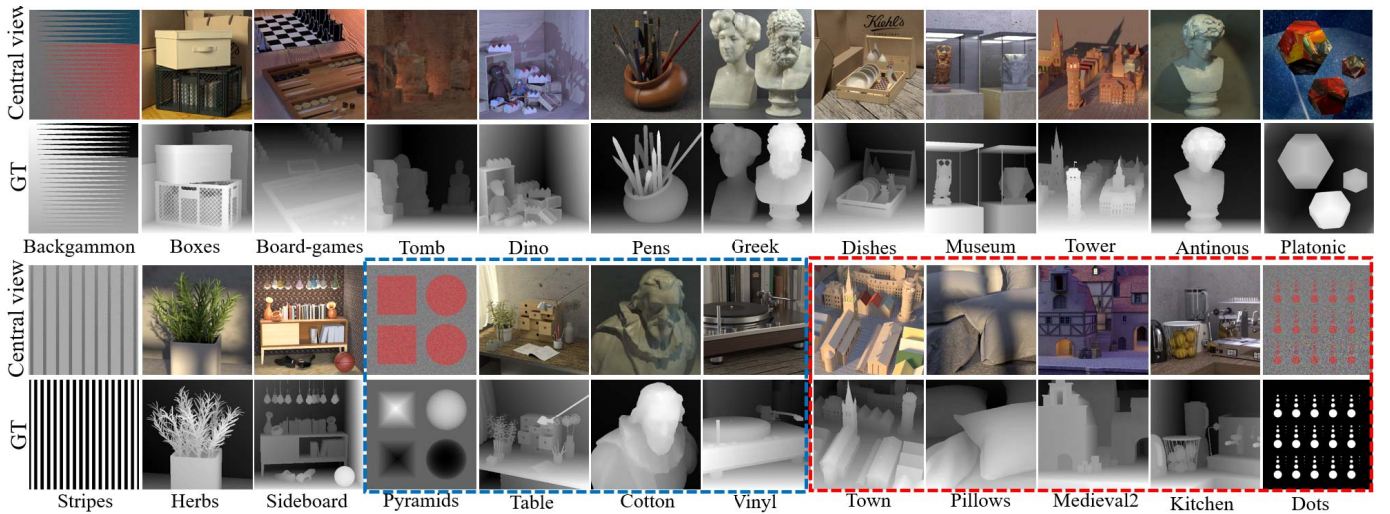 Central view
Kiehl's
GT
Backgammon Boxes Board-games Tomb Dino Pens Greek Dishes Museum Tower Antinous Platonic
Central view
GT
Stripes Herbs Sideboard Pyramids Table Cotton Vinyl Town Pillows Medieval2 Kitchen Dots